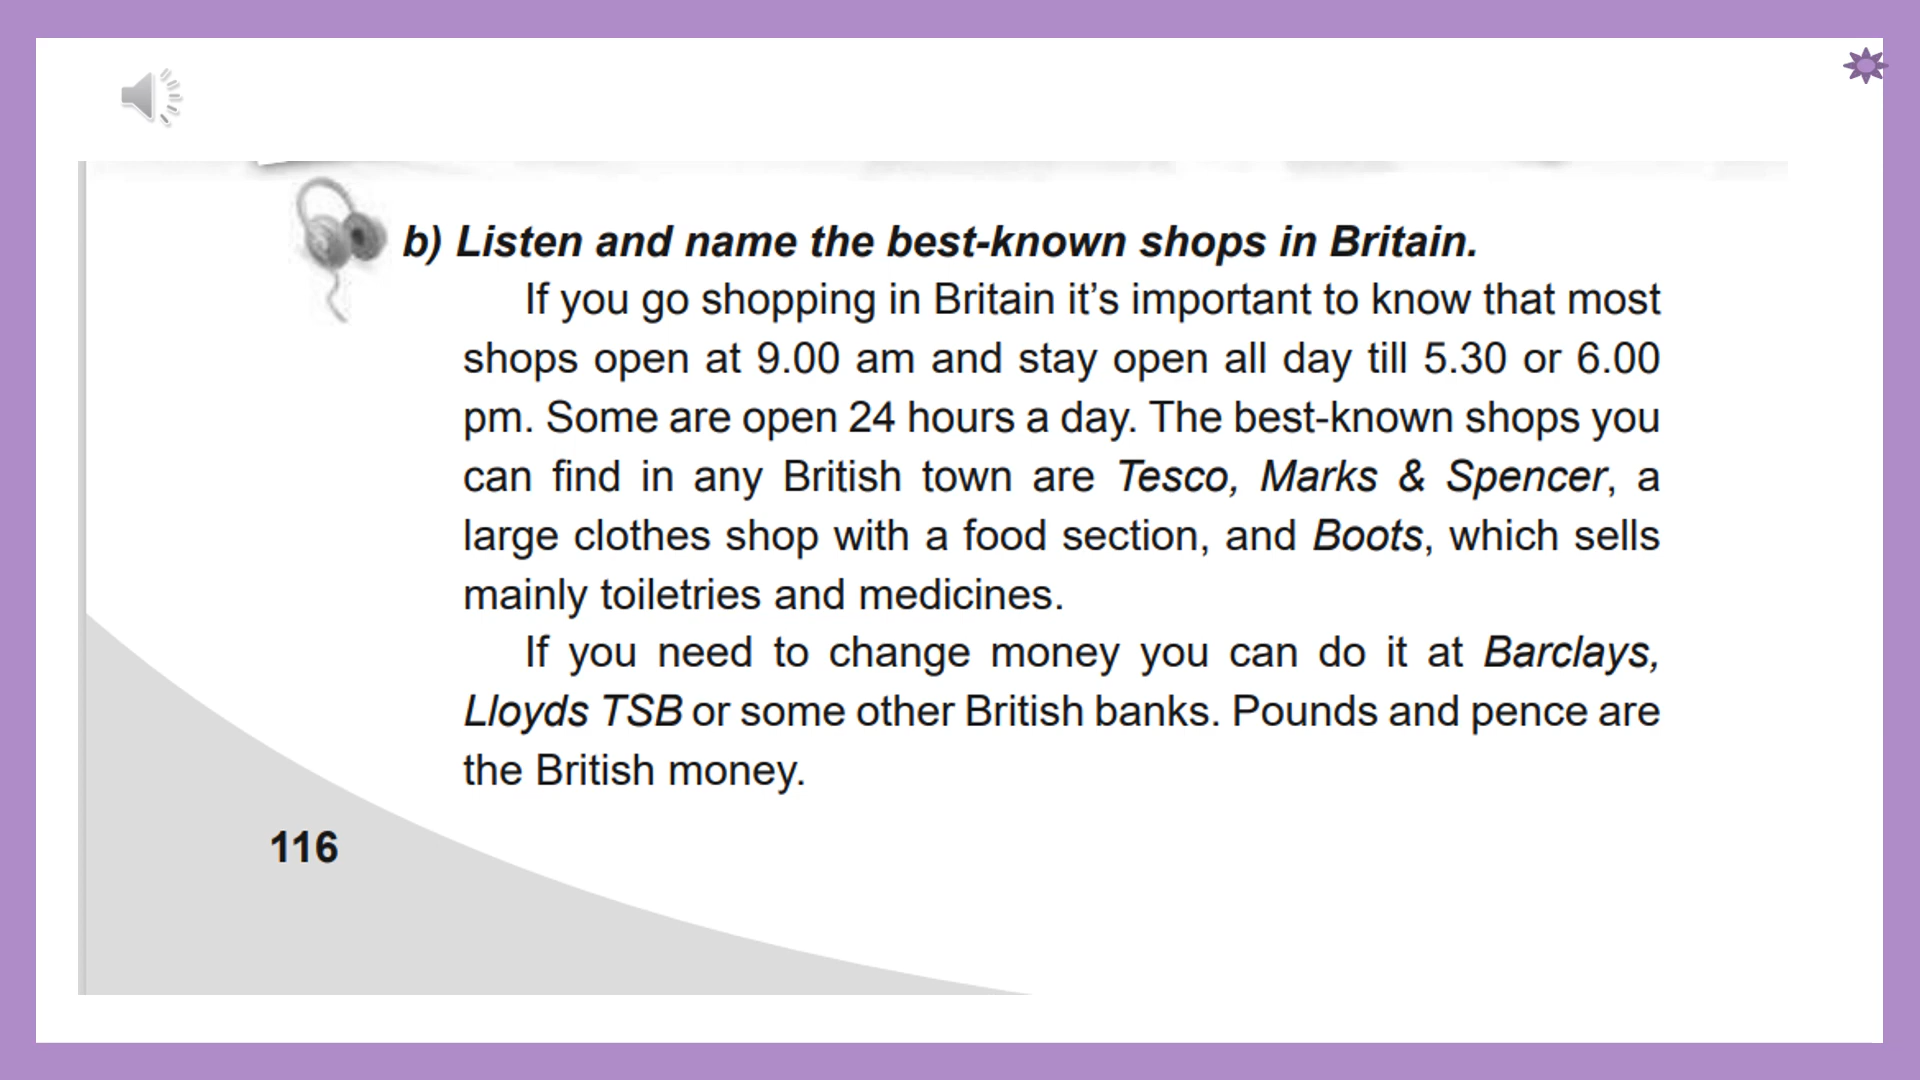 b) Listen and name the best-known shops in Britain.
If you go shopping in Britain it’s important to know that most
shops open at 9.00 am and stay open all day till 5.30 or 6.00
pm. Some are open 24 hours a day. The best-known shops you
can find in any British town are Tesco, Marks & Spencer, a
large clothes shop with a food section, and Boots, which sells
mainly toiletries and medicines.
If you need to change money you can do it at Barclays,
Lloyds TSB or some other British banks. Pounds and pence are
the British money.
116